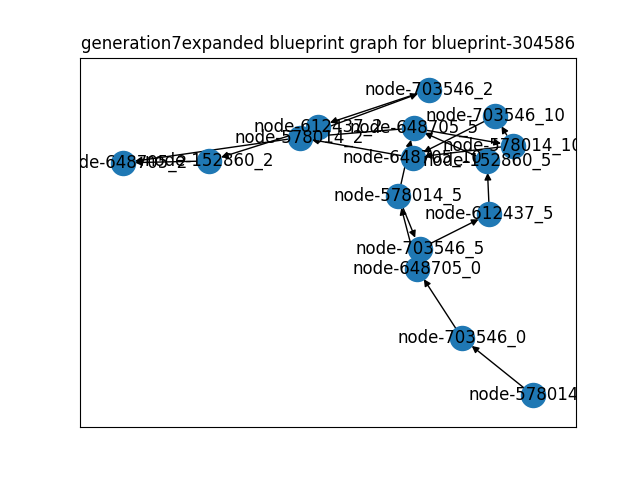 generation7expanded blueprint graph for blueprint-304586
node-703546_2
node-703546_10
node-612437_2
node-648705_5
node-578014_2
node-578014_10
node-648705_10
node-152860_5
de-648705_2
node-152860_2
node-578014_5
node-612437_5
node-703546_5
node-648705_0
node-703546_0
node-578014